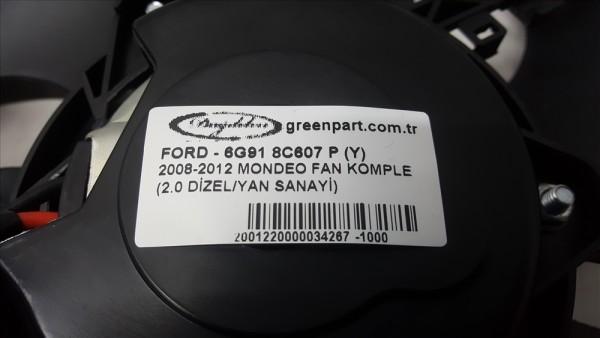 greenpart.com.tr
FORD - 6G91 8C607 P (Y)
2008-2012 MONDEO FAN KOMPLE
(2.0 DİZEL/YAN SANAYİ)
2001220000034267 -1000